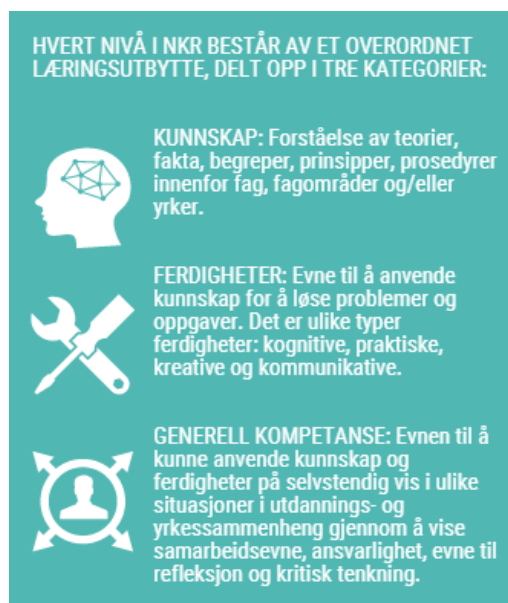 HVERT NIVÅ I NKR BESTÅR AV ET OVERORDNET
LÆRINGSUTBYTTE, DELT OPP I TRE KATEGORIER:
KUNNSKAP: Forståelse av teorier,
fakta, begreper, prinsipper, prosedyrer
innenfor fag, fagområder og/eller
yrker.
FERDIGHETER: Evne til å anvende
kunnskap for å løse problemer og
oppgaver. Det er ulike typer
ferdigheter: kognitive, praktiske,
kreative og kommunikative.
GENERELL KOMPETANSE: Evnen til å
kunne anvende kunnskap og
ferdigheter på selvstendig vis i ulike
situasjoner i utdannings- og
yrkessammenheng gjennom å vise
samarbeidsevne, ansvarlighet, evne til
refleksjon og kritisk tenkning.